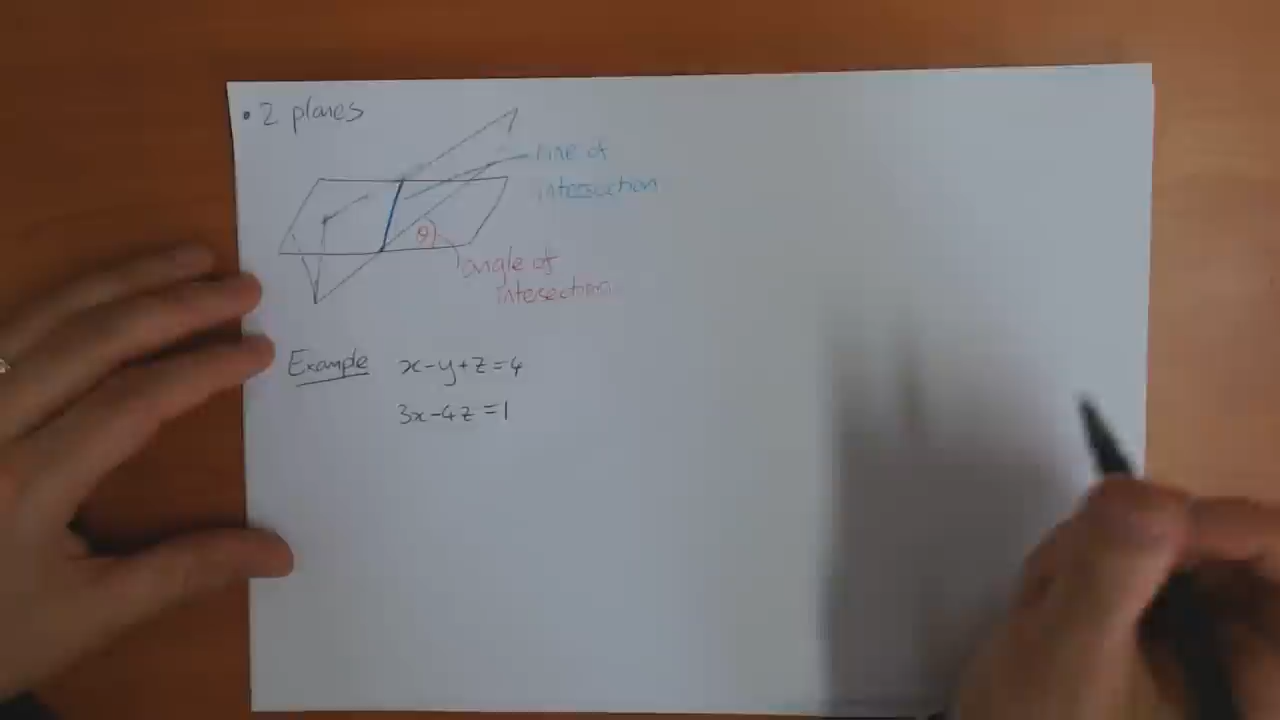 • 2 planes
line of
intersection
θ
angle of
intersection
Example x-y+z=4
3x-4z=1